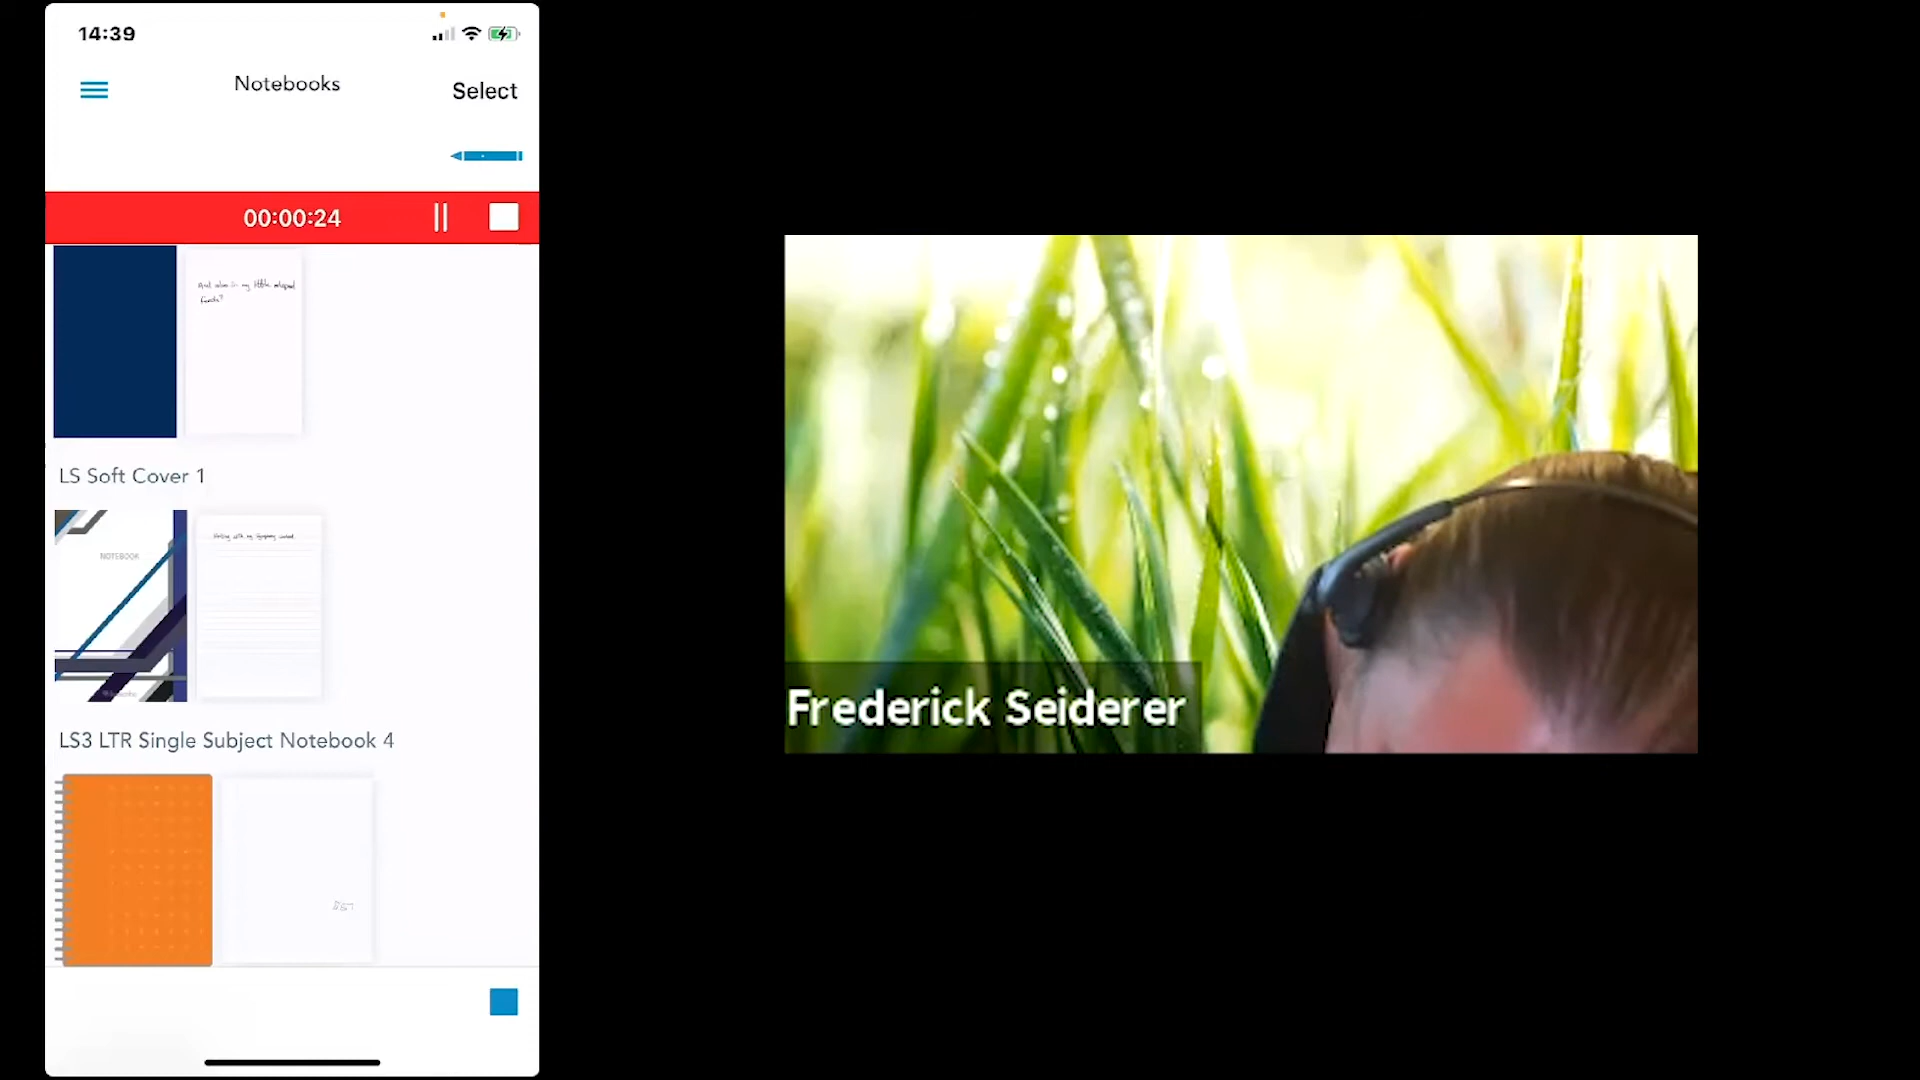 14:39
Notebooks
Select
00:00:24
LS Soft Cover 1
NOTEBOOK
LS3 LTR Single Subject Notebook 4
Frederick Seiderer